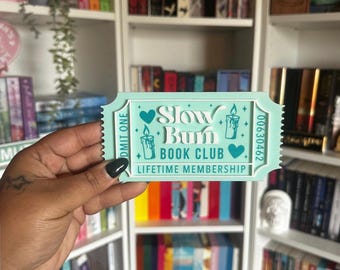 ADMIT ONE
Slow
Burn
BOOK CLUB
LIFETIME MEMBERSHIP
00630462